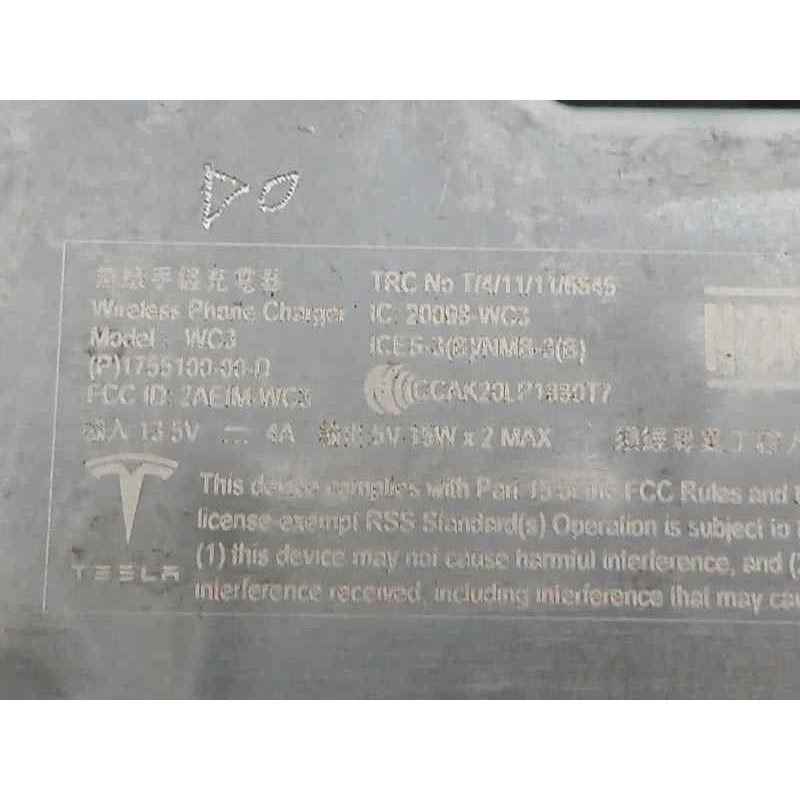 DO
無線手機充電器
Wireless Phone Charger
Model : WC3
(P)1755100-00-D
FCC ID: 2AEIM-WC3
TRC No T/4/11/11/6545
IC: 20098-WC3
ICES-3(B)/NMB-3(B)
CCAK20LP1880T7
輸入 13.5V ⎓ 4A 輸出 5V 15W x 2 MAX
TESLA
This device complies with Part 15 of the FCC Rules and
license-exempt RSS Standard(s) Operation is subject to
(1) this device may not cause harmful interference, and (2
interference received, including interference that may